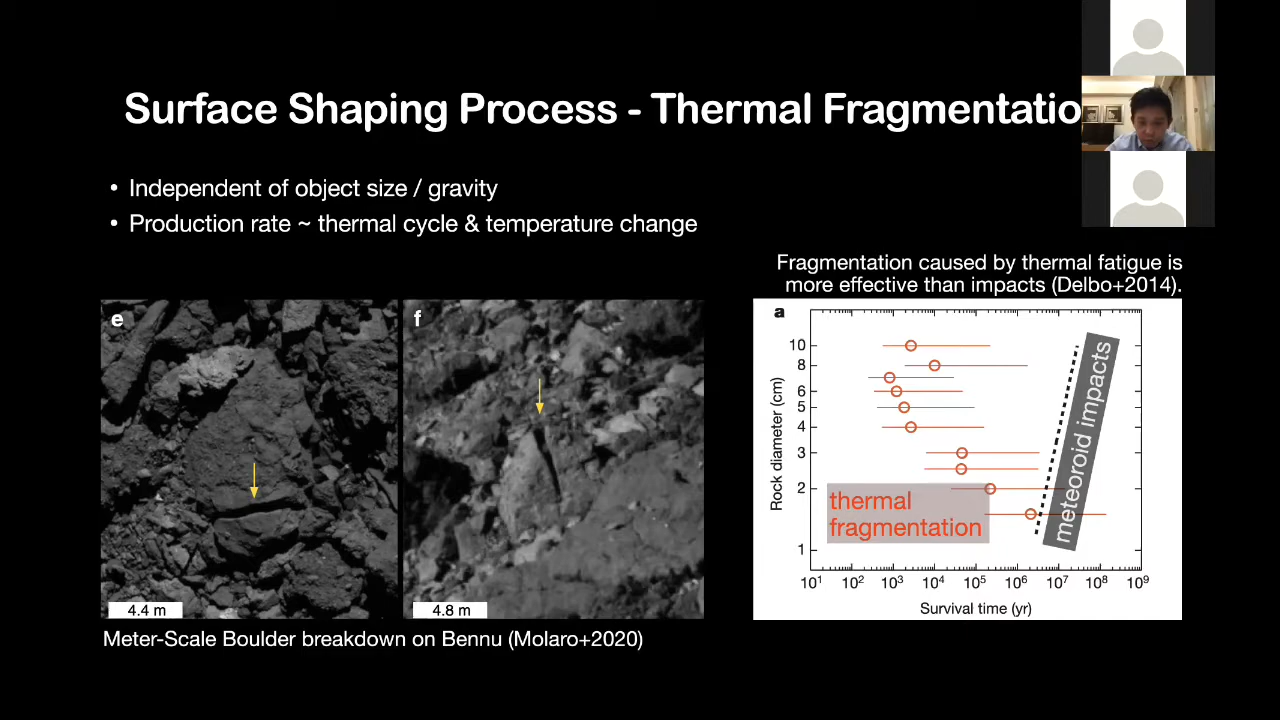 Surface Shaping Process - Thermal Fragmentatio
• Independent of object size / gravity
• Production rate ~ thermal cycle & temperature change
Fragmentation caused by thermal fatigue is
more effective than impacts (Delbo+2014).
e
f
4.4 m
4.8 m
Meter-Scale Boulder breakdown on Bennu (Molaro+2020)
a
Rock diameter (cm)
10
8
6
5
4
3
2
1
thermal
fragmentation
meteoroid impacts
10¹ 10² 10³ 10⁴ 10⁵ 10⁶ 10⁷ 10⁸ 10⁹
Survival time (yr)